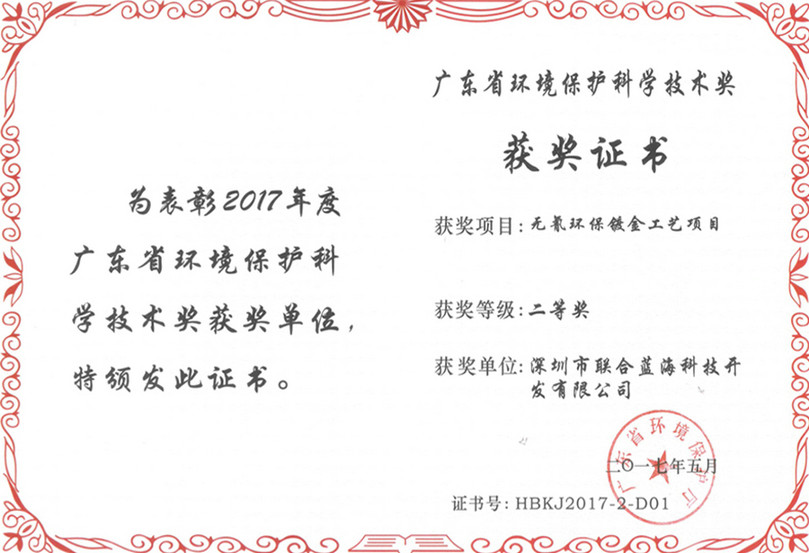 为表彰2017年度
广东省环境保护科
学技术奖获奖单位,
特颁发此证书。
广东省环境保护科学技术奖
获奖证书
获奖项目:无氰环保镀金工艺项目
获奖等级:二等奖
获奖单位:深圳市联合蓝海科技开
发有限公司
广东省环境保护厅
二〇一七年五月
证书号:HBKJ2017-2-D01